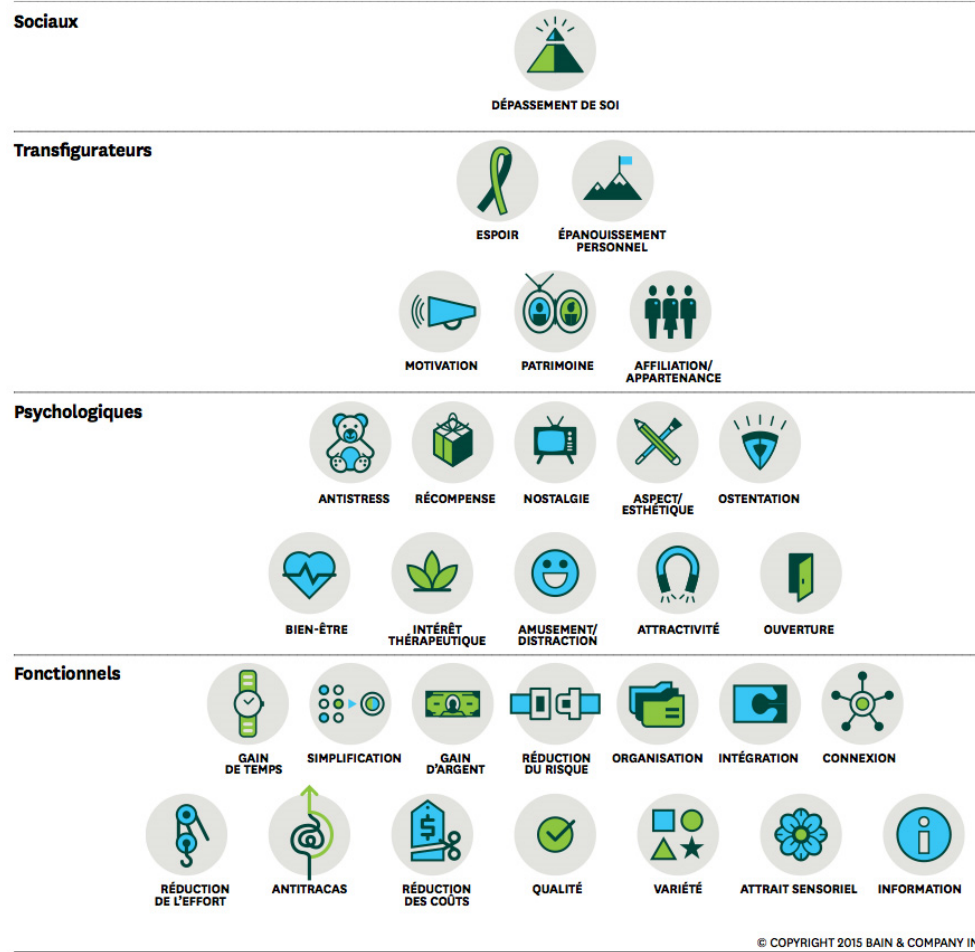 Sociaux
DÉPASSEMENT DE SOI
Transfigurateurs
ESPOIR
ÉPANOUISSEMENT
PERSONNEL
MOTIVATION
PATRIMOINE
AFFILIATION/
APPARTENANCE
Psychologiques
ANTISTRESS
RÉCOMPENSE
NOSTALGIE
ASPECT/
ESTHÉTIQUE
OSTENTATION
BIEN-ÊTRE
INTÉRÊT
THÉRAPEUTIQUE
AMUSEMENT/
DISTRACTION
ATTRACTIVITÉ
OUVERTURE
Fonctionnels
GAIN
DE TEMPS
SIMPLIFICATION
GAIN
D'ARGENT
RÉDUCTION
DU RISQUE
ORGANISATION
INTÉGRATION
CONNEXION
$
RÉDUCTION
DE L'EFFORT
ANTITRACAS
RÉDUCTION
DES COÛTS
QUALITÉ
VARIÉTÉ
ATTRAIT SENSORIEL
INFORMATION
© COPYRIGHT 2015 BAIN & COMPANY IN